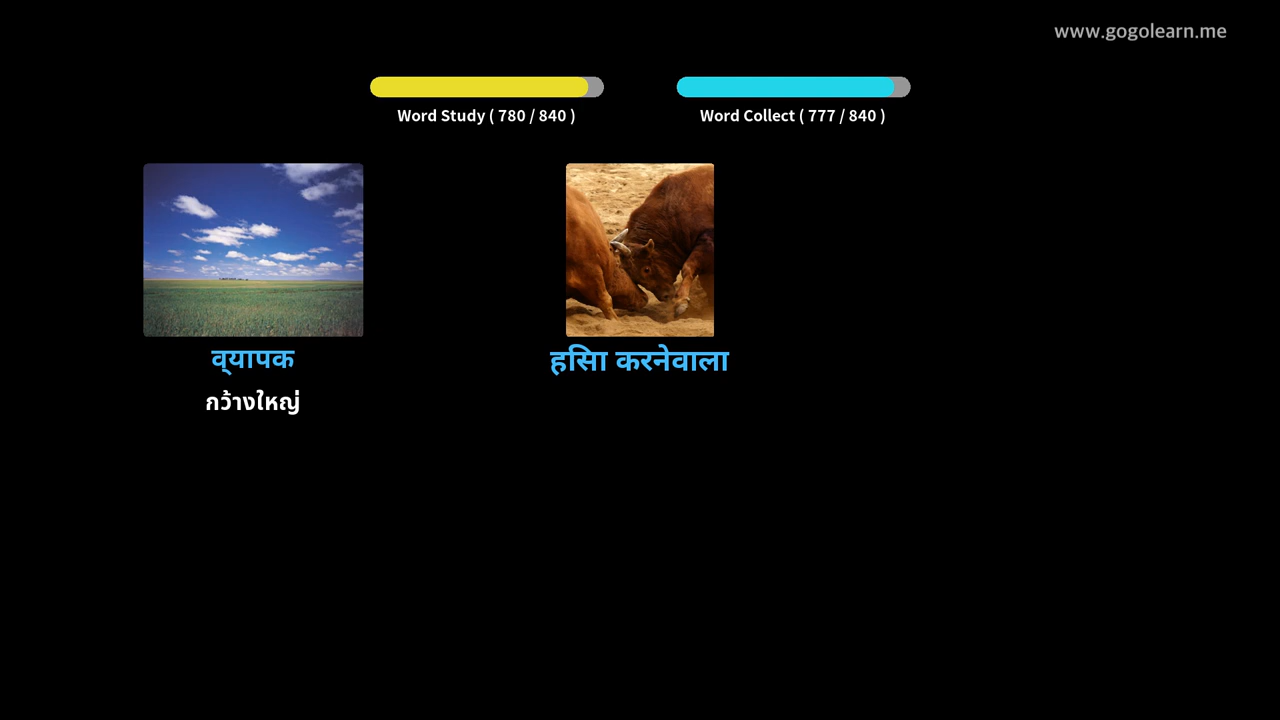 www.gogolearn.me
Word Study ( 780 / 840 )
Word Collect ( 777 / 840 )
व्यापक
กว้างใหญ่
हिंसा करनेवाला